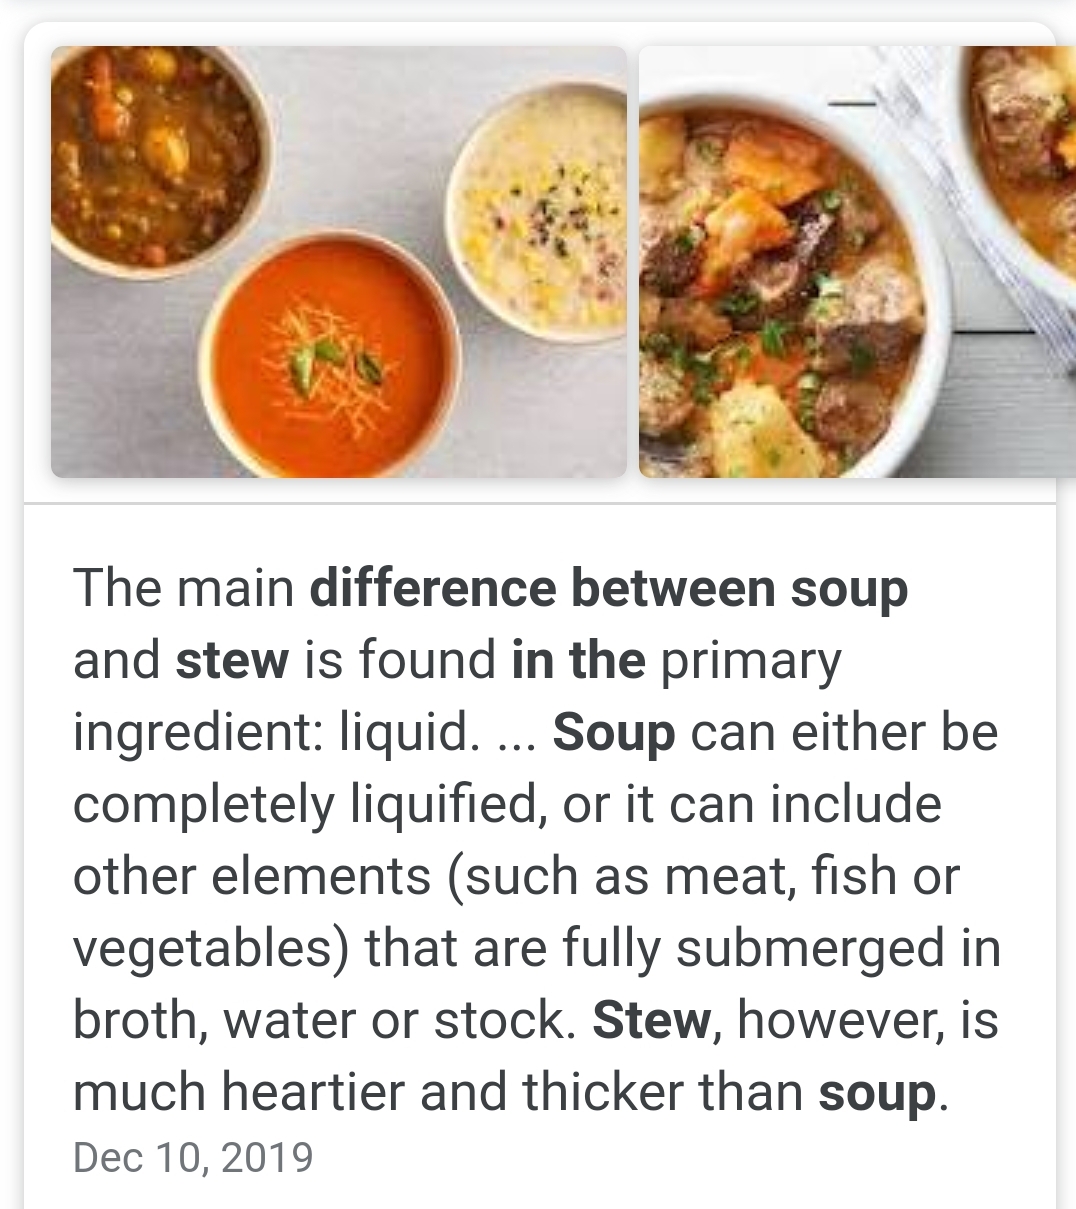 The main difference between soup
and stew is found in the primary
ingredient: liquid. ... Soup can either be
completely liquified, or it can include
other elements (such as meat, fish or
vegetables) that are fully submerged in
broth, water or stock. Stew, however, is
much heartier and thicker than soup.
Dec 10, 2019